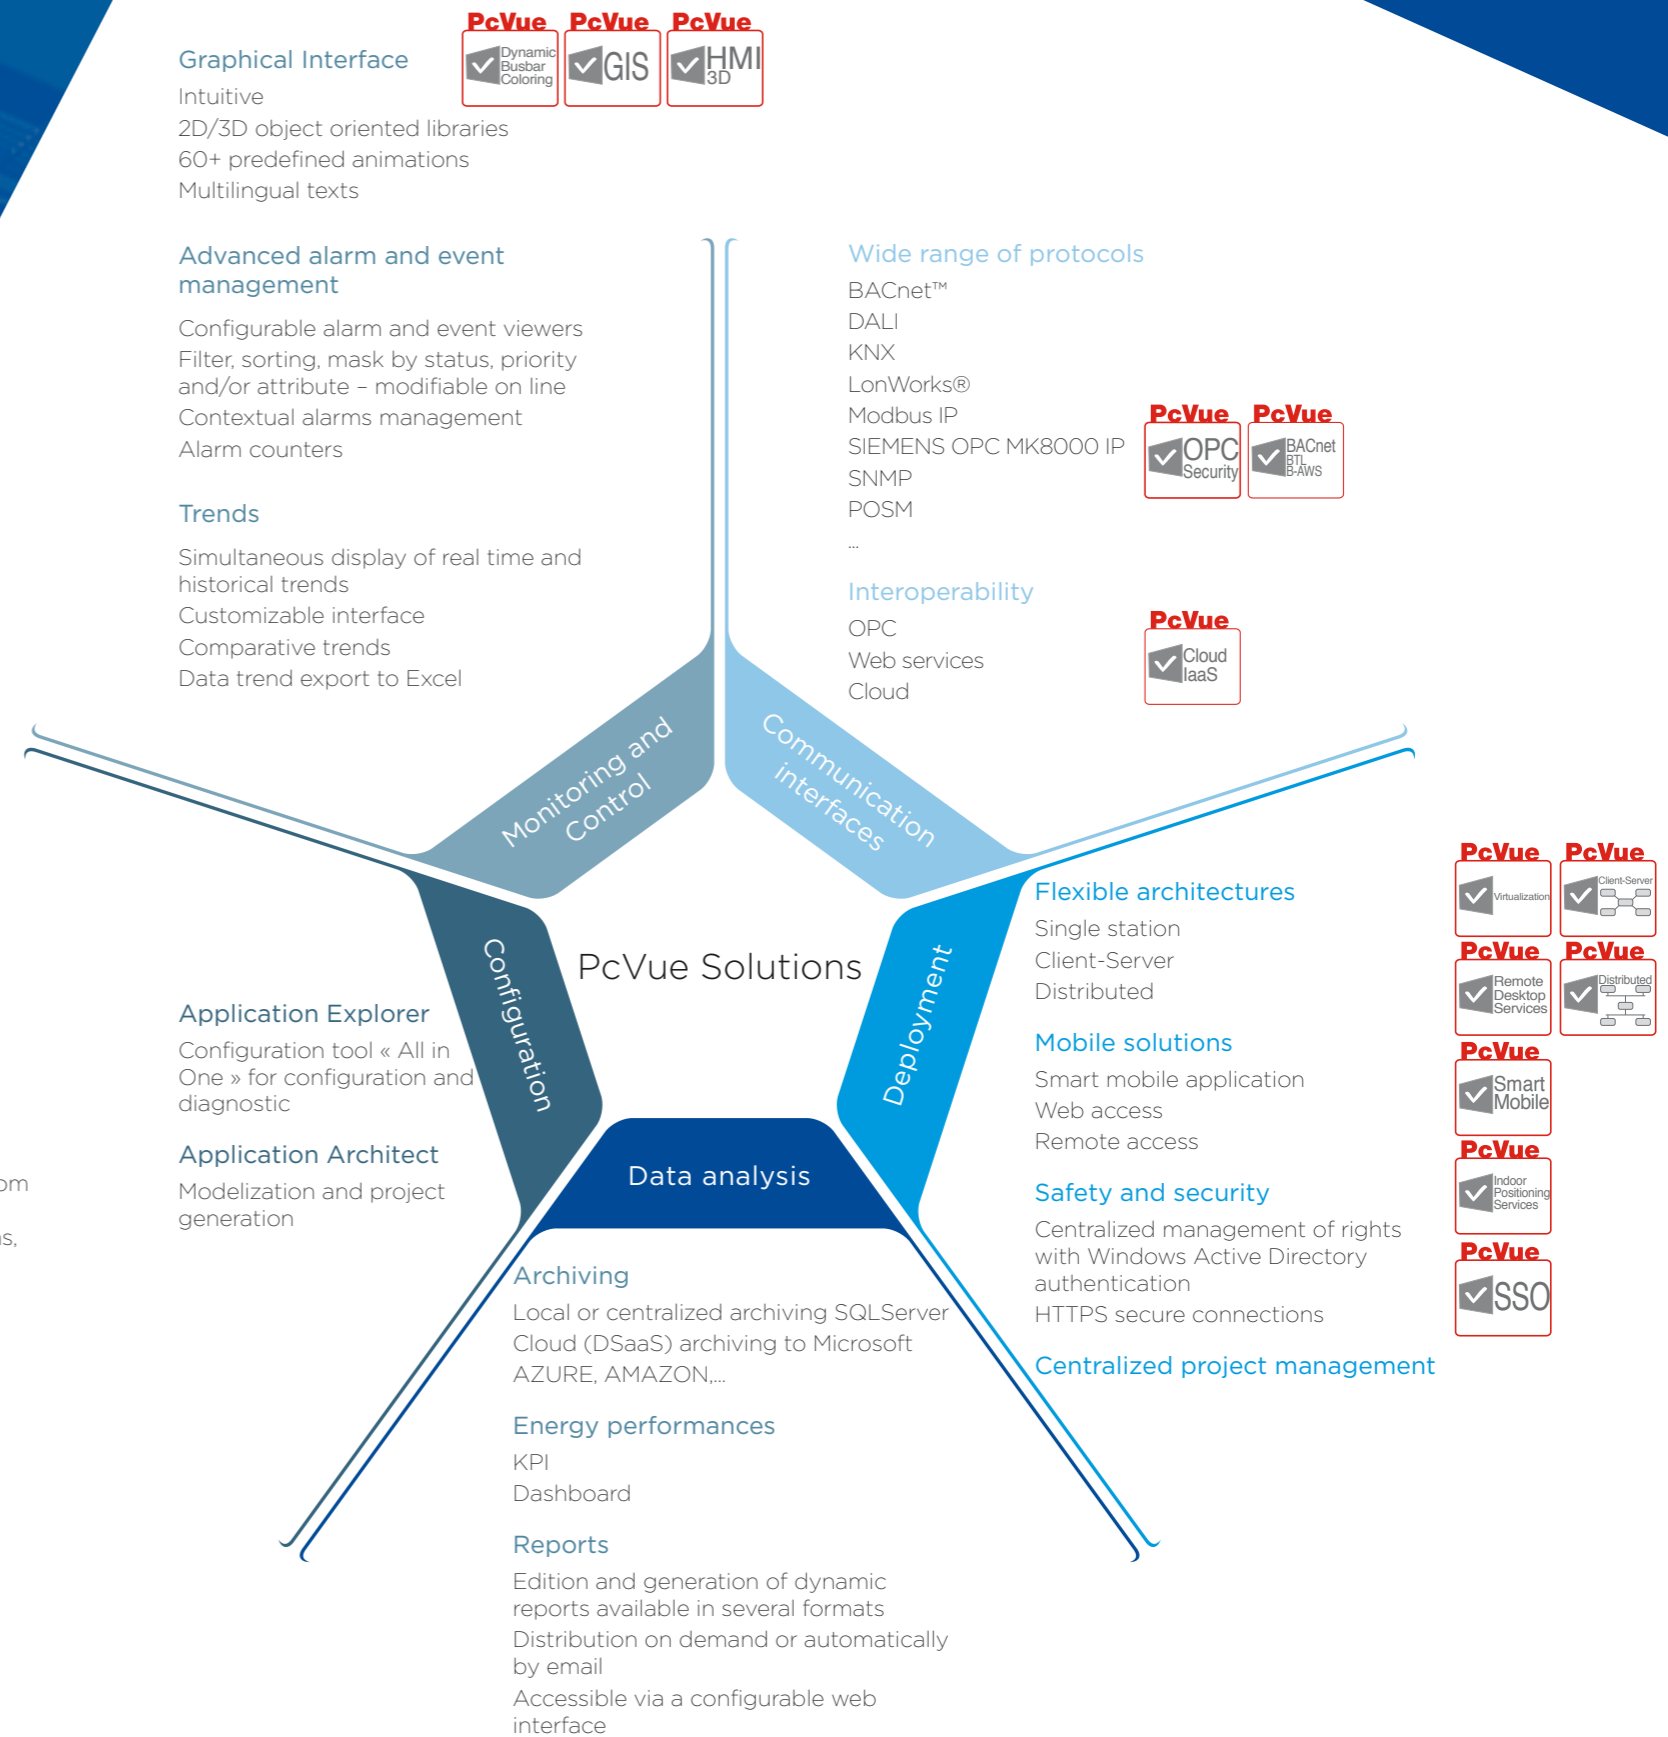 PcVue PcVue PcVue
Dynamic
Busbar
Coloring
GIS
HMI
3D
Graphical Interface
Intuitive
2D/3D object oriented libraries
60+ predefined animations
Multilingual texts
Advanced alarm and event
management
Configurable alarm and event viewers
Filter, sorting, mask by status, priority
and/or attribute – modifiable on line
Contextual alarms management
Alarm counters
Trends
Simultaneous display of real time and
historical trends
Customizable interface
Comparative trends
Data trend export to Excel
Wide range of protocols
BACnet™
DALI
KNX
LonWorks®
Modbus IP
SIEMENS OPC MK8000 IP
SNMP
POSM
...
PcVue PcVue
OPC
Security
BACnet
BTL
B-AWS
Interoperability
OPC
Web services
Cloud
PcVue
Cloud
IaaS
Monitoring and
Control
Communication
interfaces
Configuration
PcVue Solutions
Deployment
Data analysis
Application Explorer
Configuration tool « All in
One » for configuration and
diagnostic
Application Architect
Modelization and project
generation
om
s,
Flexible architectures
Single station
Client-Server
Distributed
Mobile solutions
Smart mobile application
Web access
Remote access
Safety and security
Centralized management of rights
with Windows Active Directory
authentication
HTTPS secure connections
Centralized project management
PcVue PcVue
Virtualization
Client-Server
PcVue PcVue
Remote
Desktop
Services
Distributed
PcVue
Smart
Mobile
PcVue
Indoor
Positioning
Services
PcVue
SSO
Archiving
Local or centralized archiving SQLServer
Cloud (DSaaS) archiving to Microsoft
AZURE, AMAZON,...
Energy performances
KPI
Dashboard
Reports
Edition and generation of dynamic
reports available in several formats
Distribution on demand or automatically
by email
Accessible via a configurable web
interface